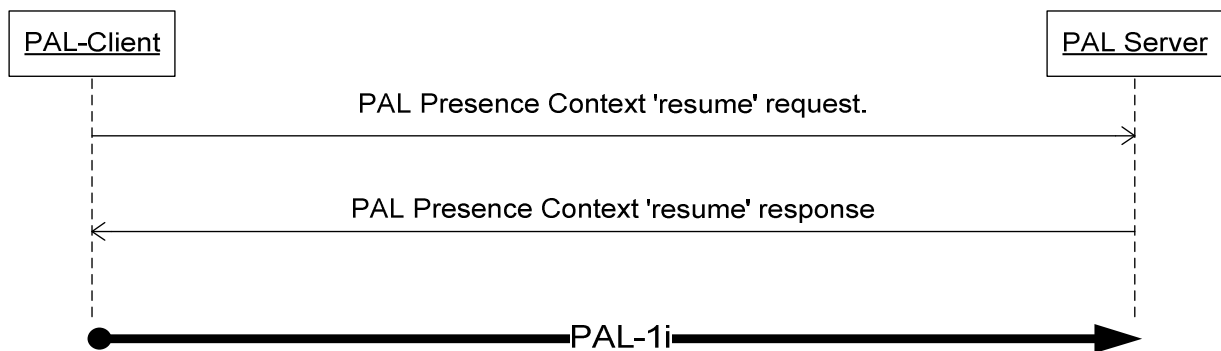 PAL-Client
PAL Server
PAL Presence Context 'resume' request.
PAL Presence Context 'resume' response
PAL-1i